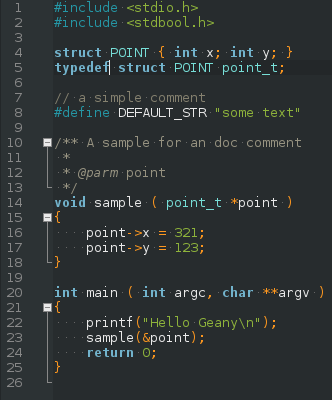 1 #include <stdio.h>
2 #include <stdbool.h>
3
4 struct POINT { int x; int y; }
5 typedef struct POINT point_t;
6
7 // a simple comment
8 #define DEFAULT_STR "some text"
9
10 /** A sample for an doc comment
11  *
12  * @parm point
13  */
14 void sample ( point_t *point )
15 {
16     point->x = 321;
17     point->y = 123;
18 }
19
20 int main ( int argc, char **argv )
21 {
22     printf("Hello Geany\n");
23     sample(&point);
24     return 0;
25 }
26